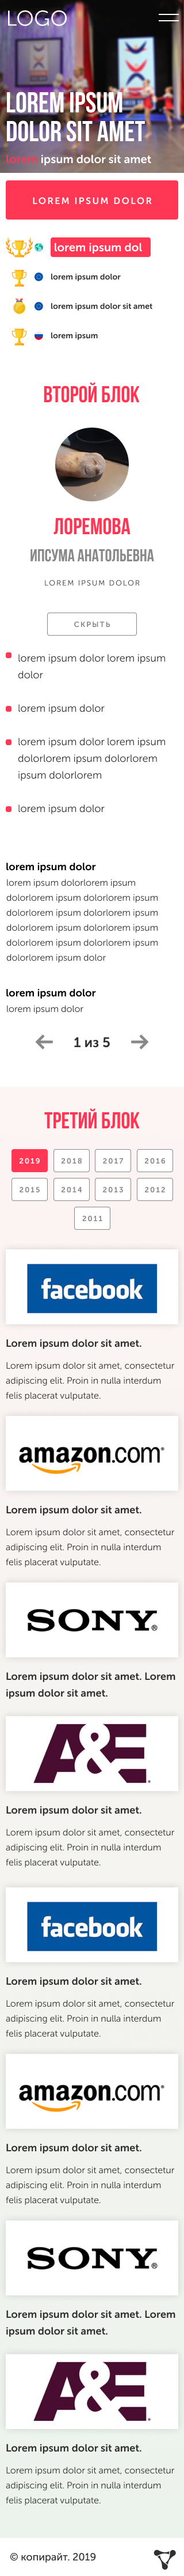 LOGO
LOREM IPSUM
DOLOR SIT AMET
lorem ipsum dolor sit amet
LOREM IPSUM DOLOR
lorem ipsum dol
lorem ipsum dolor
lorem ipsum dolor sit amet
lorem ipsum
ВТОРОЙ БЛОК
ЛОРЕМОВА
ИПСУМА АНАТОЛЬЕВНА
LOREM IPSUM DOLOR
СКРЫТЬ
lorem ipsum dolor lorem ipsum
dolor
lorem ipsum dolor
lorem ipsum dolor lorem ipsum
dolorlorem ipsum dolorlorem
ipsum dolorlorem
lorem ipsum dolor
lorem ipsum dolor
lorem ipsum dolorlorem ipsum
dolorlorem ipsum dolorlorem ipsum
dolorlorem ipsum dolorlorem ipsum
dolorlorem ipsum dolorlorem ipsum
dolorlorem ipsum dolorlorem ipsum
dolorlorem ipsum dolor
lorem ipsum dolor
lorem ipsum dolor
1 из 5
ТРЕТИЙ БЛОК
2019 2018 2017 2016
2015 2014 2013 2012
2011
facebook
Lorem ipsum dolor sit amet.
Lorem ipsum dolor sit amet, consectetur
adipiscing elit. Proin in nulla interdum
felis placerat vulputate.
amazon.com®
Lorem ipsum dolor sit amet.
Lorem ipsum dolor sit amet, consectetur
adipiscing elit. Proin in nulla interdum
felis placerat vulputate.
SONY®
Lorem ipsum dolor sit amet. Lorem
ipsum dolor sit amet.
A&E
Lorem ipsum dolor sit amet.
Lorem ipsum dolor sit amet, consectetur
adipiscing elit. Proin in nulla interdum
felis placerat vulputate.
facebook
Lorem ipsum dolor sit amet.
Lorem ipsum dolor sit amet, consectetur
adipiscing elit. Proin in nulla interdum
felis placerat vulputate.
amazon.com®
Lorem ipsum dolor sit amet.
Lorem ipsum dolor sit amet, consectetur
adipiscing elit. Proin in nulla interdum
felis placerat vulputate.
SONY®
Lorem ipsum dolor sit amet. Lorem
ipsum dolor sit amet.
A&E
Lorem ipsum dolor sit amet.
Lorem ipsum dolor sit amet, consectetur
adipiscing elit. Proin in nulla interdum
felis placerat vulputate.
© копирайт. 2019